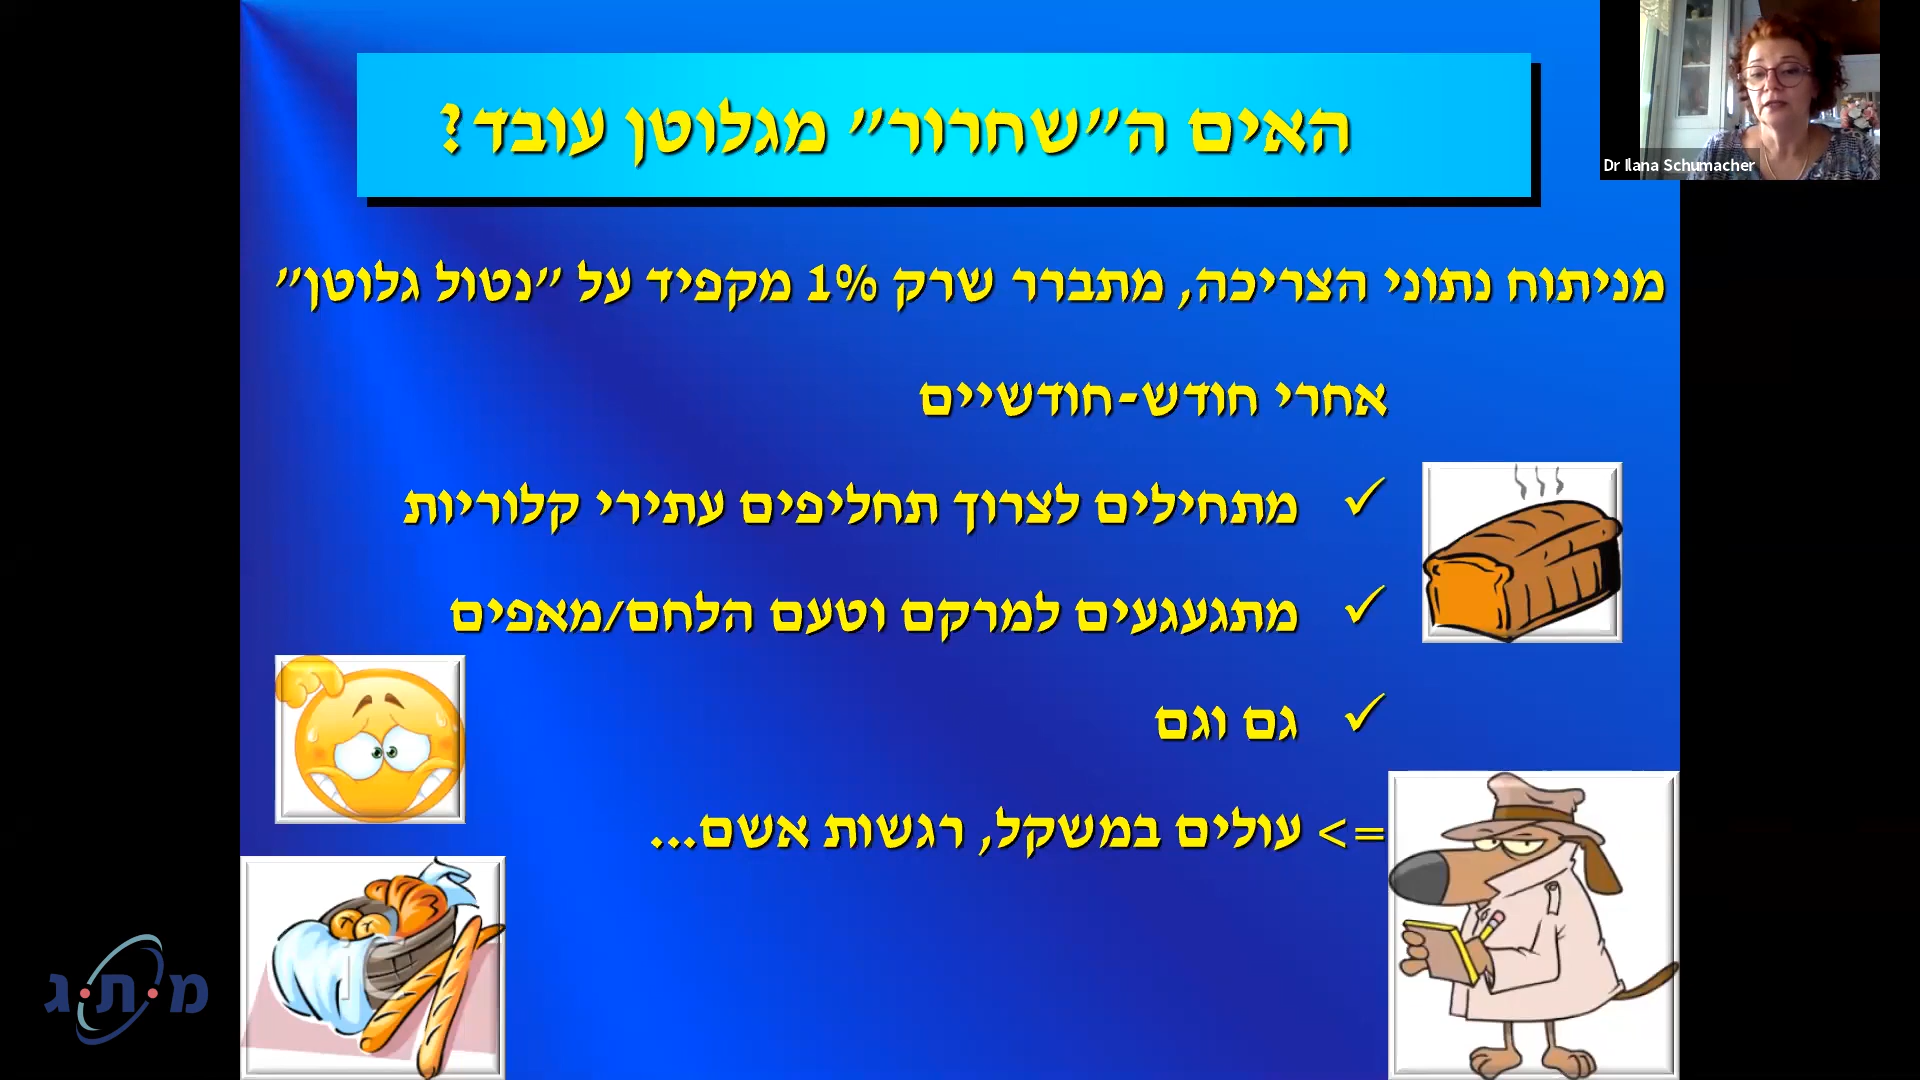 האים ה"שחרור" מגלוטן עובד?
Dr Ilana Schumacher
מניתוח נתוני הצריכה, מתברר שרק 1% מקפיד על "נטול גלוטן"
אחרי חודש-חודשיים
✓ מתחילים לצרוך תחליפים עתירי קלוריות
✓ מתגעגעים למרקם וטעם הלחם/מאפים
✓ גם וגם
=> עולים במשקל, רגשות אשם...
מ.ת.ג